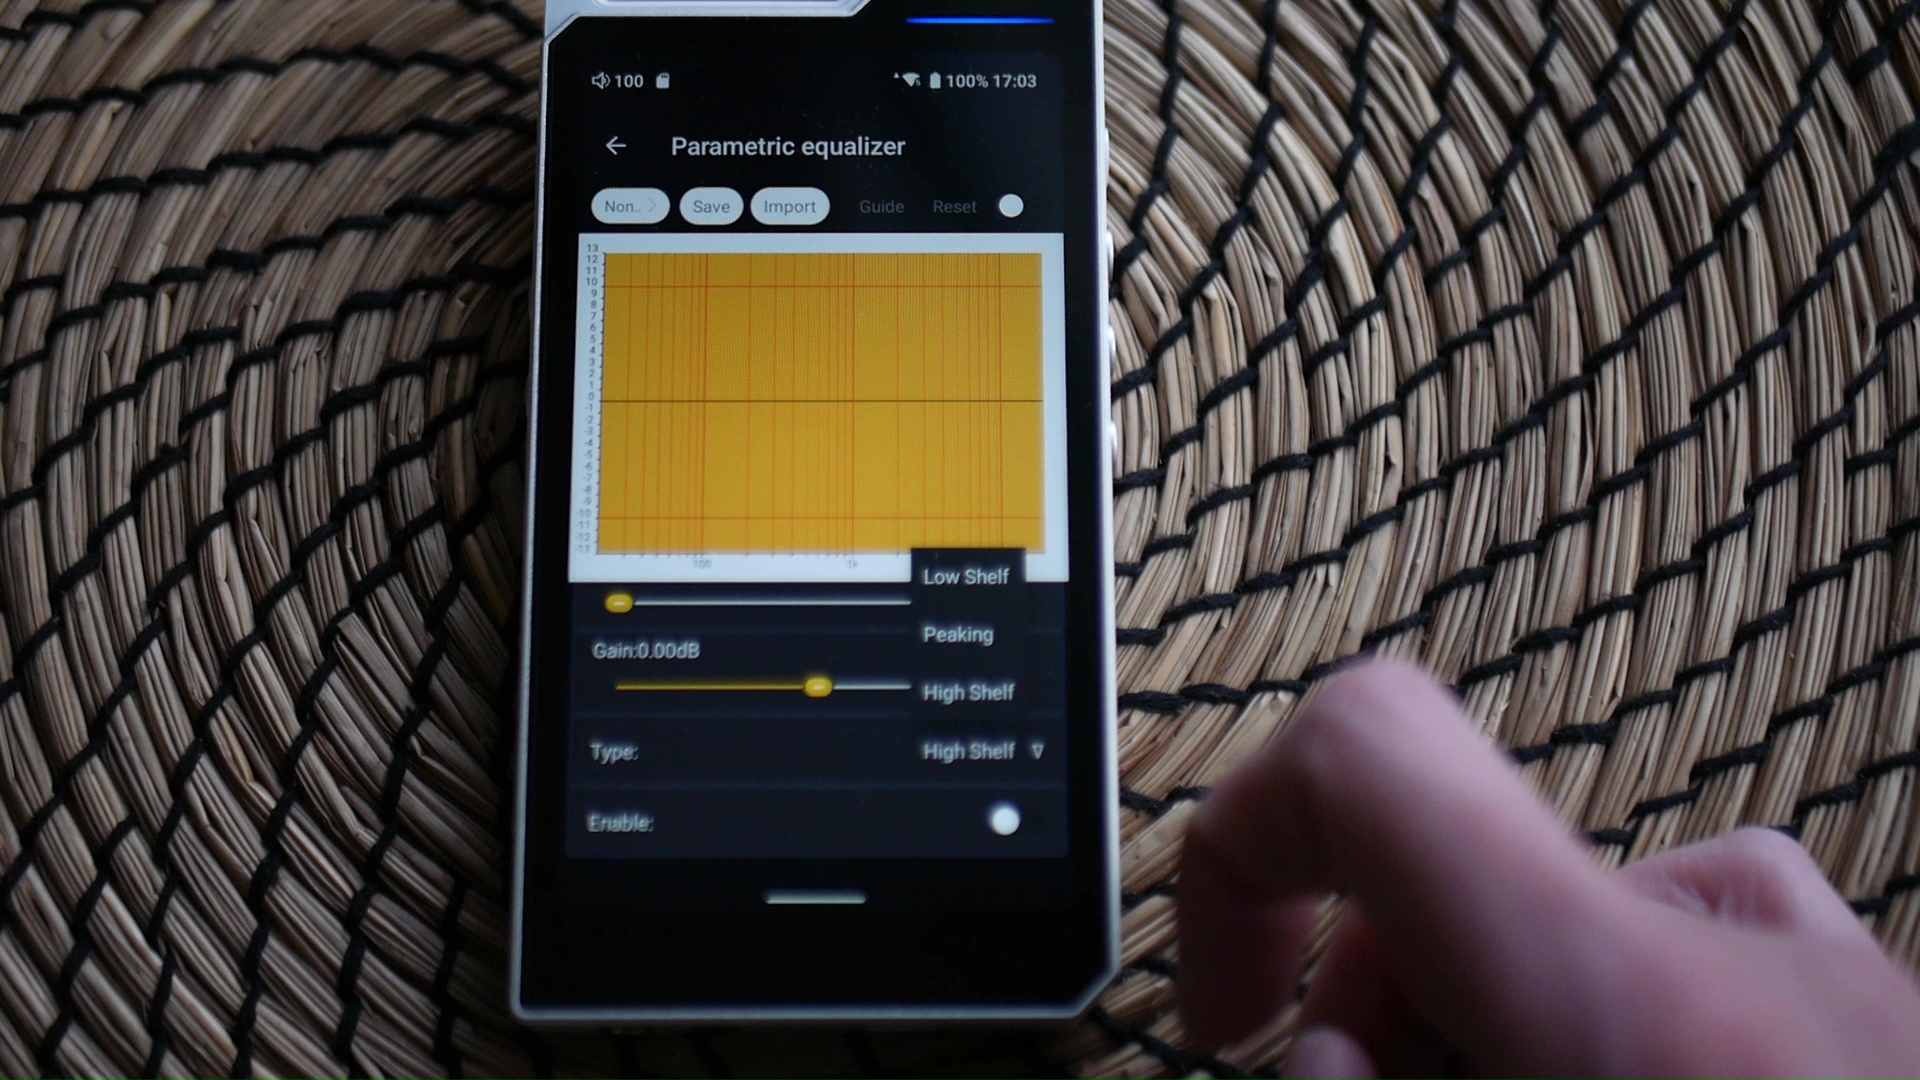 100 100% 17:03
Parametric equalizer
Non.. Save Import Guide Reset
13
12
11
10
9
8
7
6
5
4
3
2
1
0
-1
-2
-3
-4
-5
-6
-7
-8
-9
-10
-11
-12
-13
100 1k
Low Shelf
Peaking
Gain:0.00dB
High Shelf
Type: High Shelf
Enable: